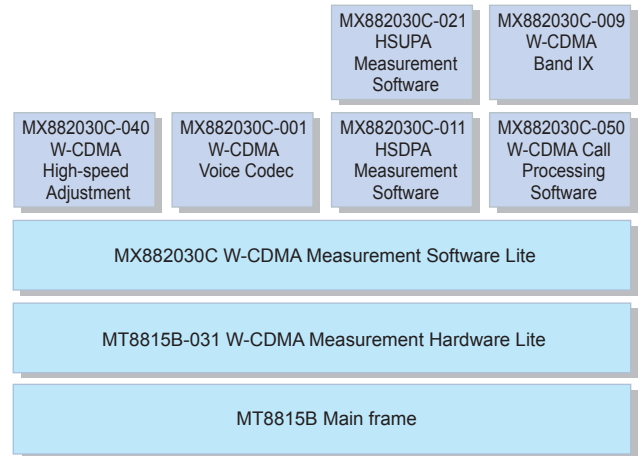 MX882030C-021
HSUPA
Measurement
Software
MX882030C-009
W-CDMA
Band IX
MX882030C-040
W-CDMA
High-speed
Adjustment
MX882030C-001
W-CDMA
Voice Codec
MX882030C-011
HSDPA
Measurement
Software
MX882030C-050
W-CDMA Call
Processing
Software
MX882030C W-CDMA Measurement Software Lite
MT8815B-031 W-CDMA Measurement Hardware Lite
MT8815B Main frame